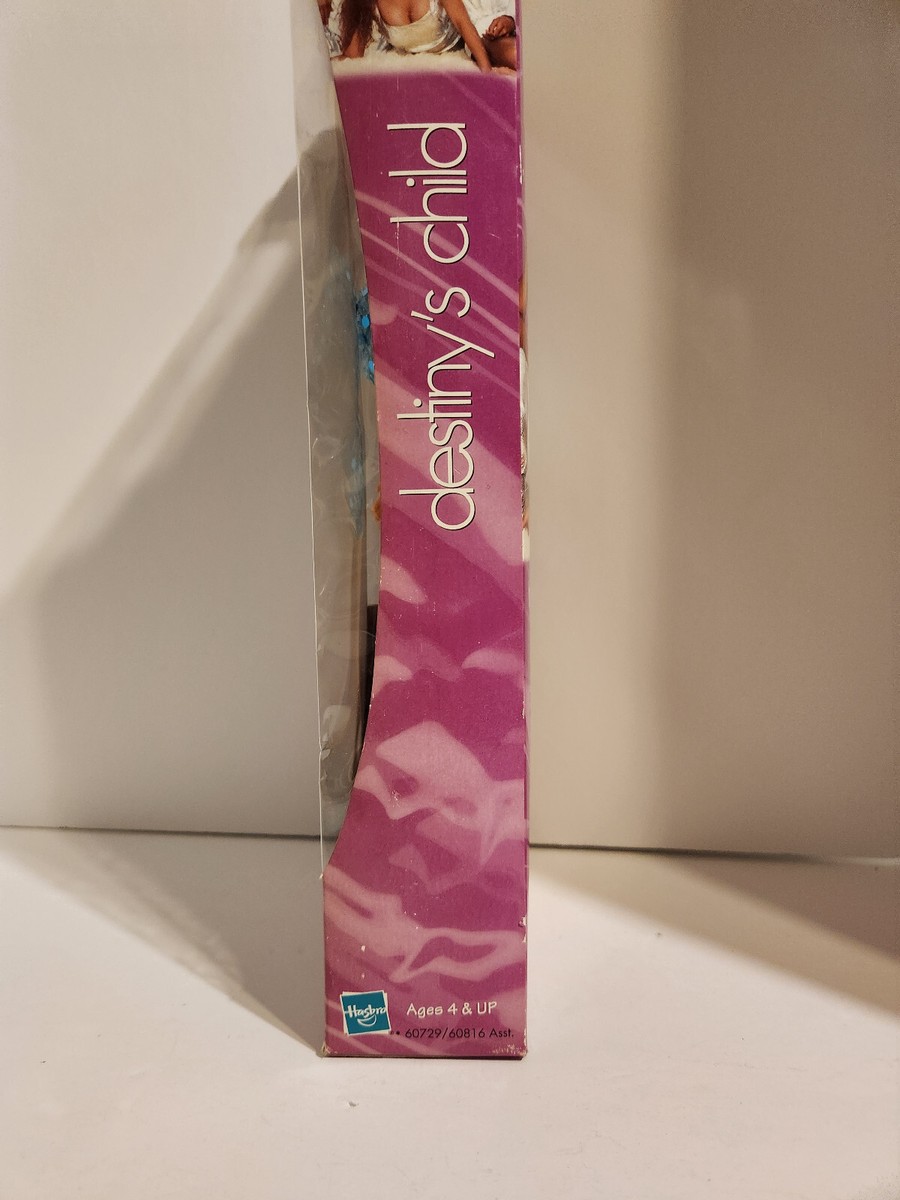 destiny's child
Hasbro
Ages 4 & UP
•• 60729/60816 Asst.